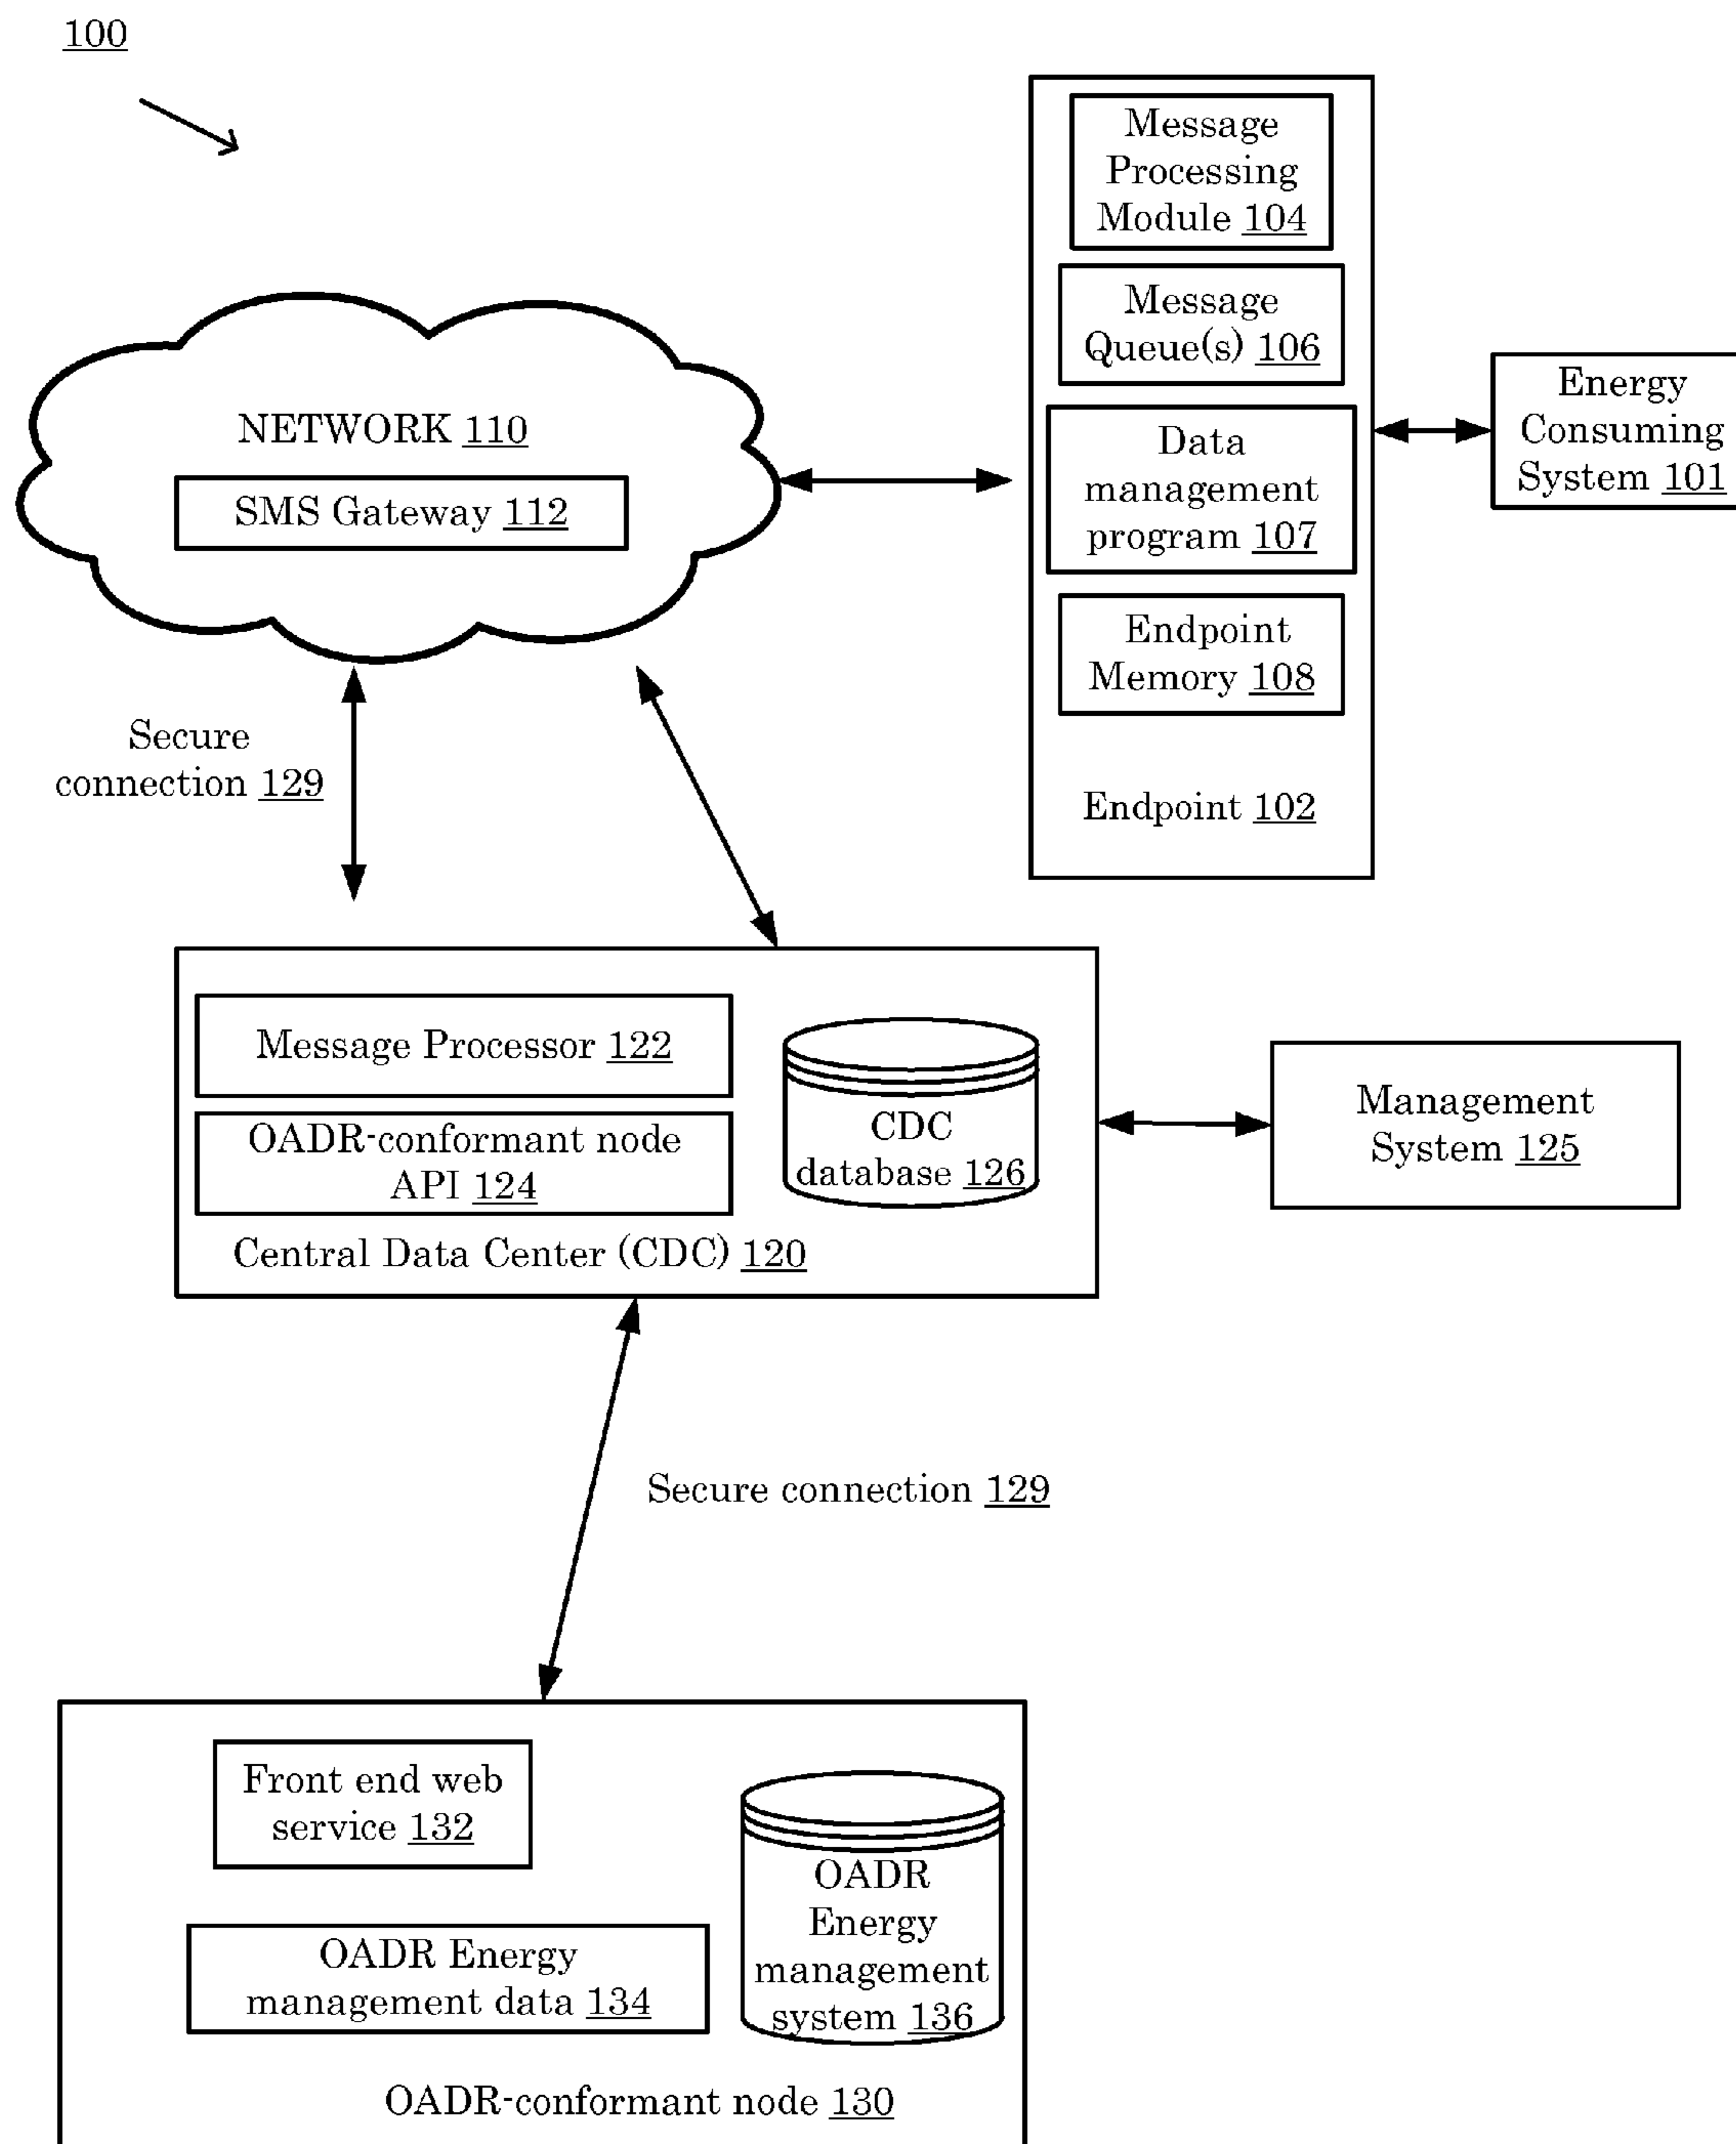 100
Message
Processing
Module 104
Message
Queue(s) 106
Data
management
program 107
Endpoint
Memory 108
Endpoint 102
Energy
Consuming
System 101
NETWORK 110
SMS Gateway 112
Secure
connection 129
Message Processor 122
OADR-conformant node
API 124
CDC
database 126
Central Data Center (CDC) 120
Management
System 125
Secure connection 129
Front end web
service 132
OADR Energy
management data 134
OADR
Energy
management
system 136
OADR-conformant node 130